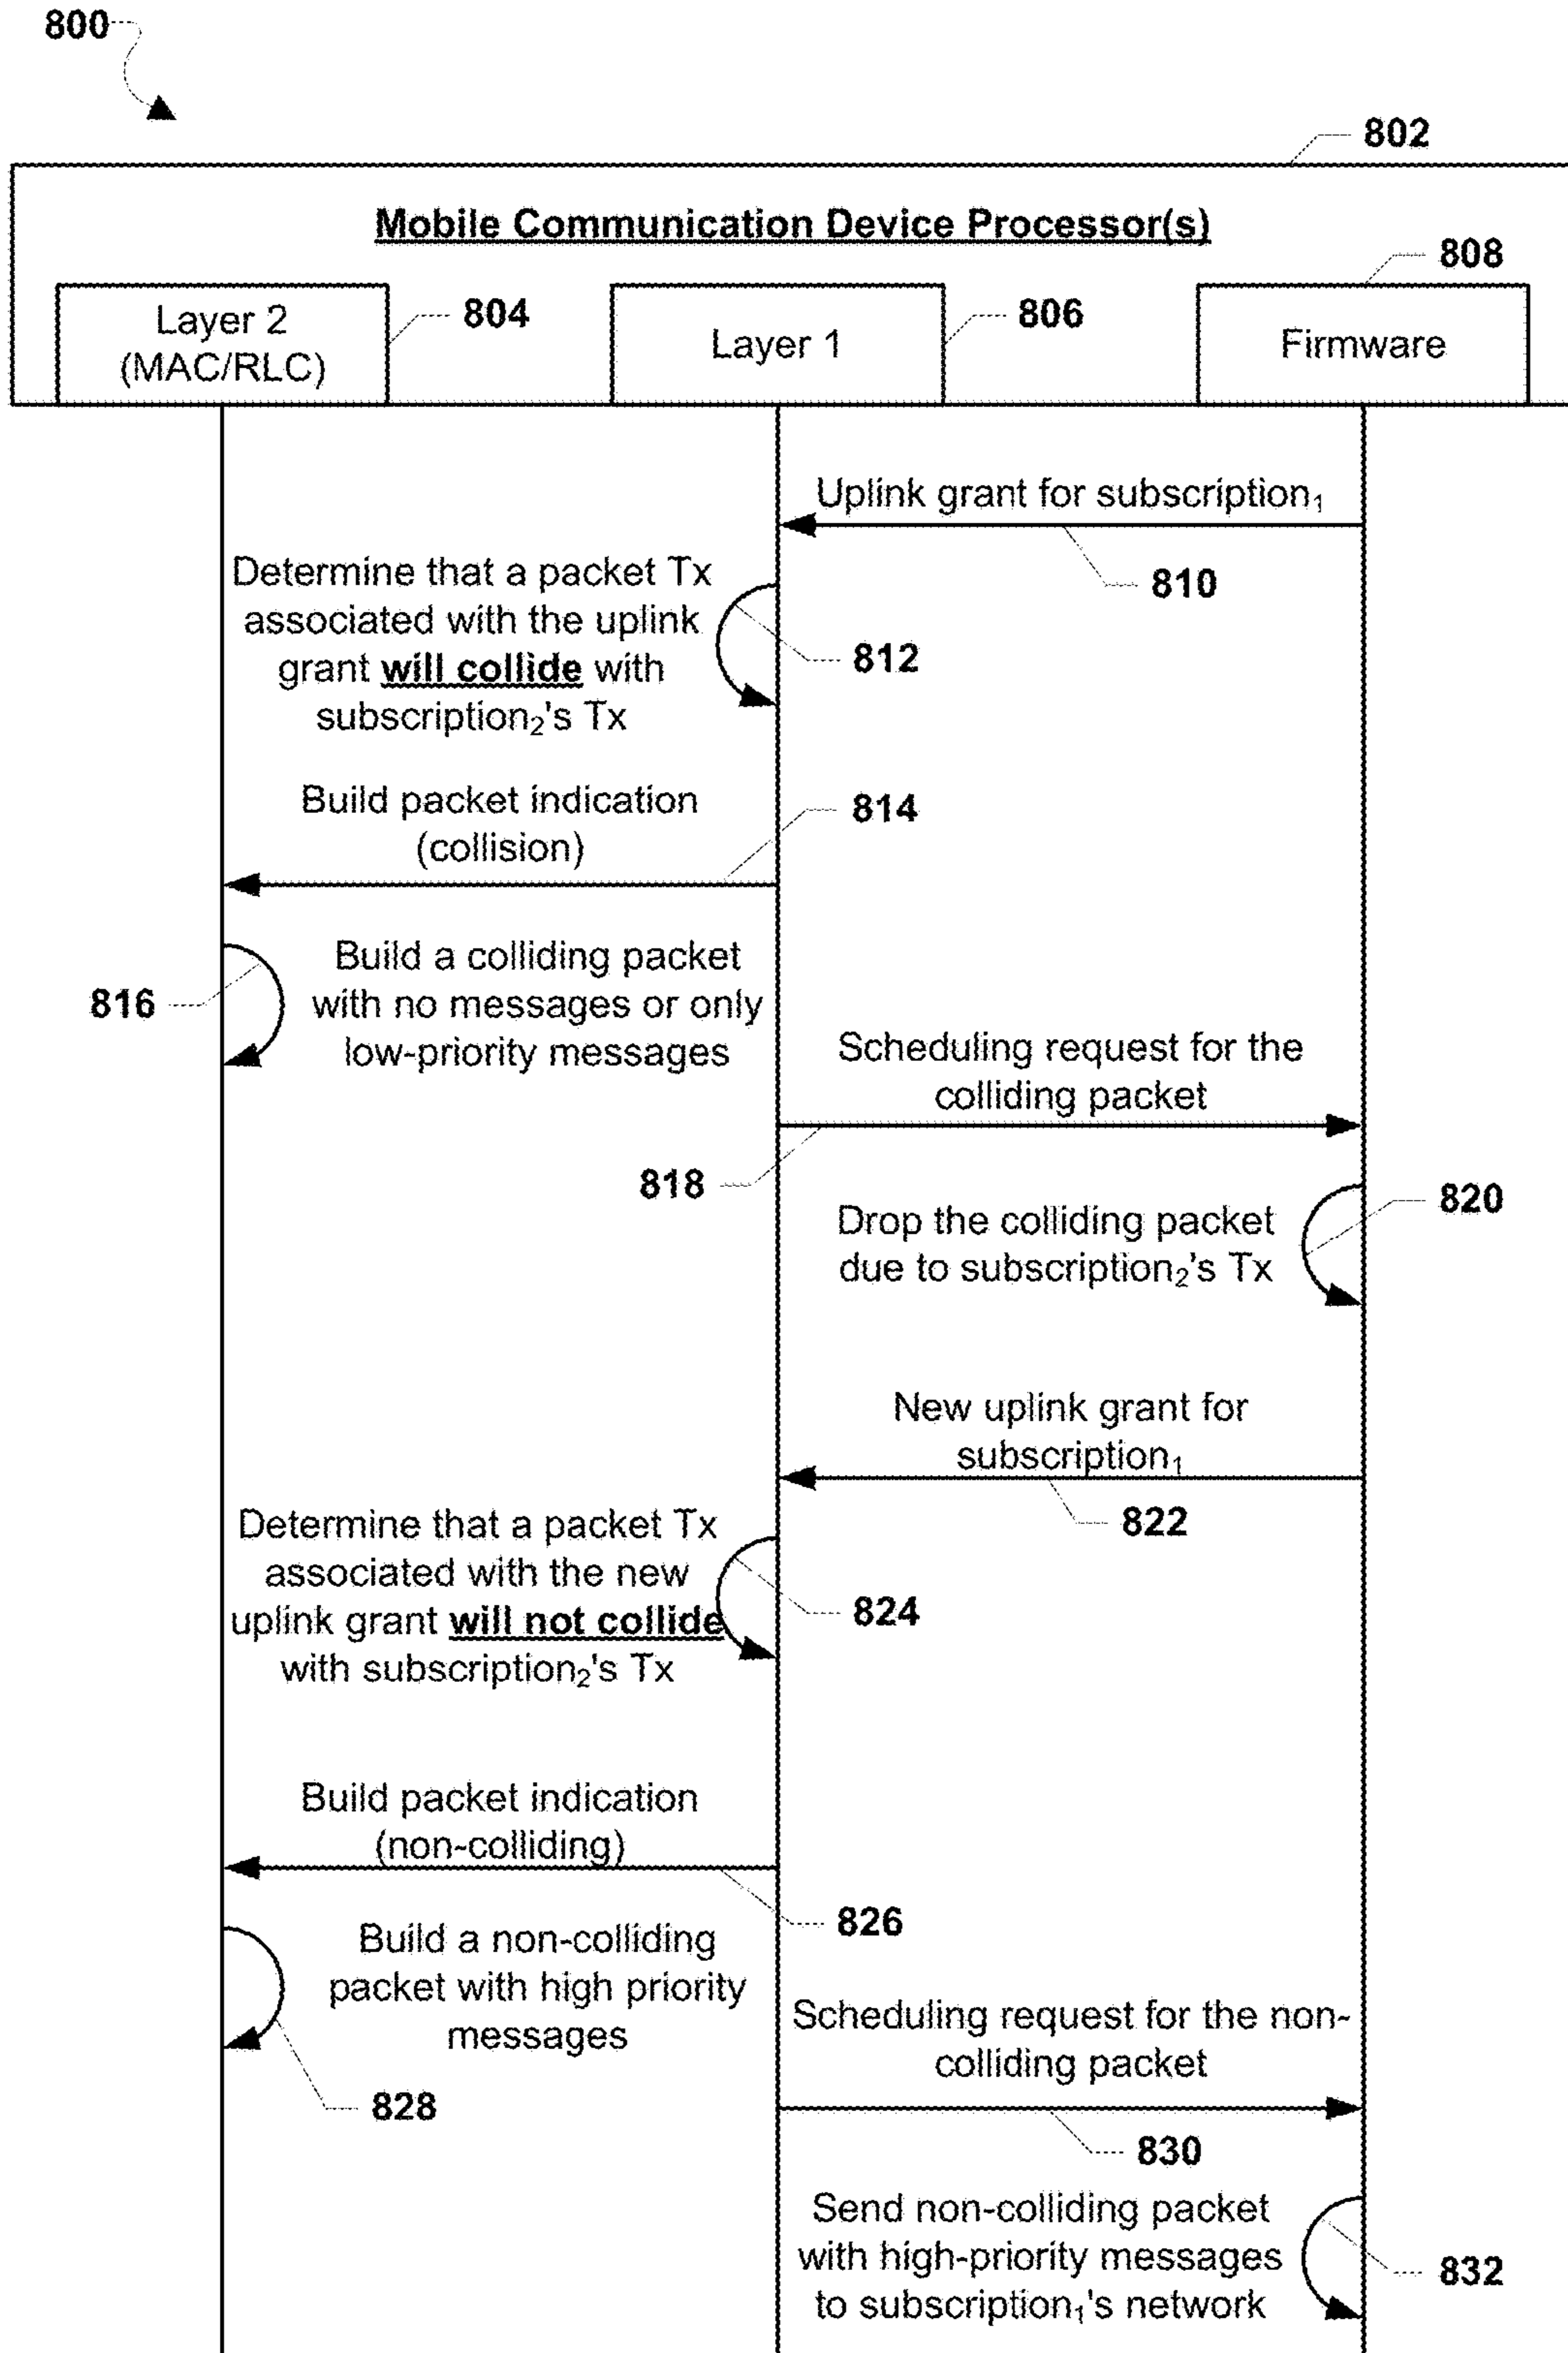 800
802
Mobile Communication Device Processor(s)
808
Layer 2
(MAC/RLC)
804
Layer 1
806
Firmware
Uplink grant for subscription₁
810
Determine that a packet Tx
associated with the uplink
grant will collide with
subscription₂'s Tx
812
Build packet indication
(collision)
814
816
Build a colliding packet
with no messages or only
low-priority messages
Scheduling request for the
colliding packet
818
820
Drop the colliding packet
due to subscription₂'s Tx
New uplink grant for
subscription₁
822
Determine that a packet Tx
associated with the new
uplink grant will not collide
with subscription₂'s Tx
824
Build packet indication
(non-colliding)
826
Build a non-colliding
packet with high priority
messages
828
Scheduling request for the non-
colliding packet
830
Send non-colliding packet
with high-priority messages
to subscription₁'s network
832